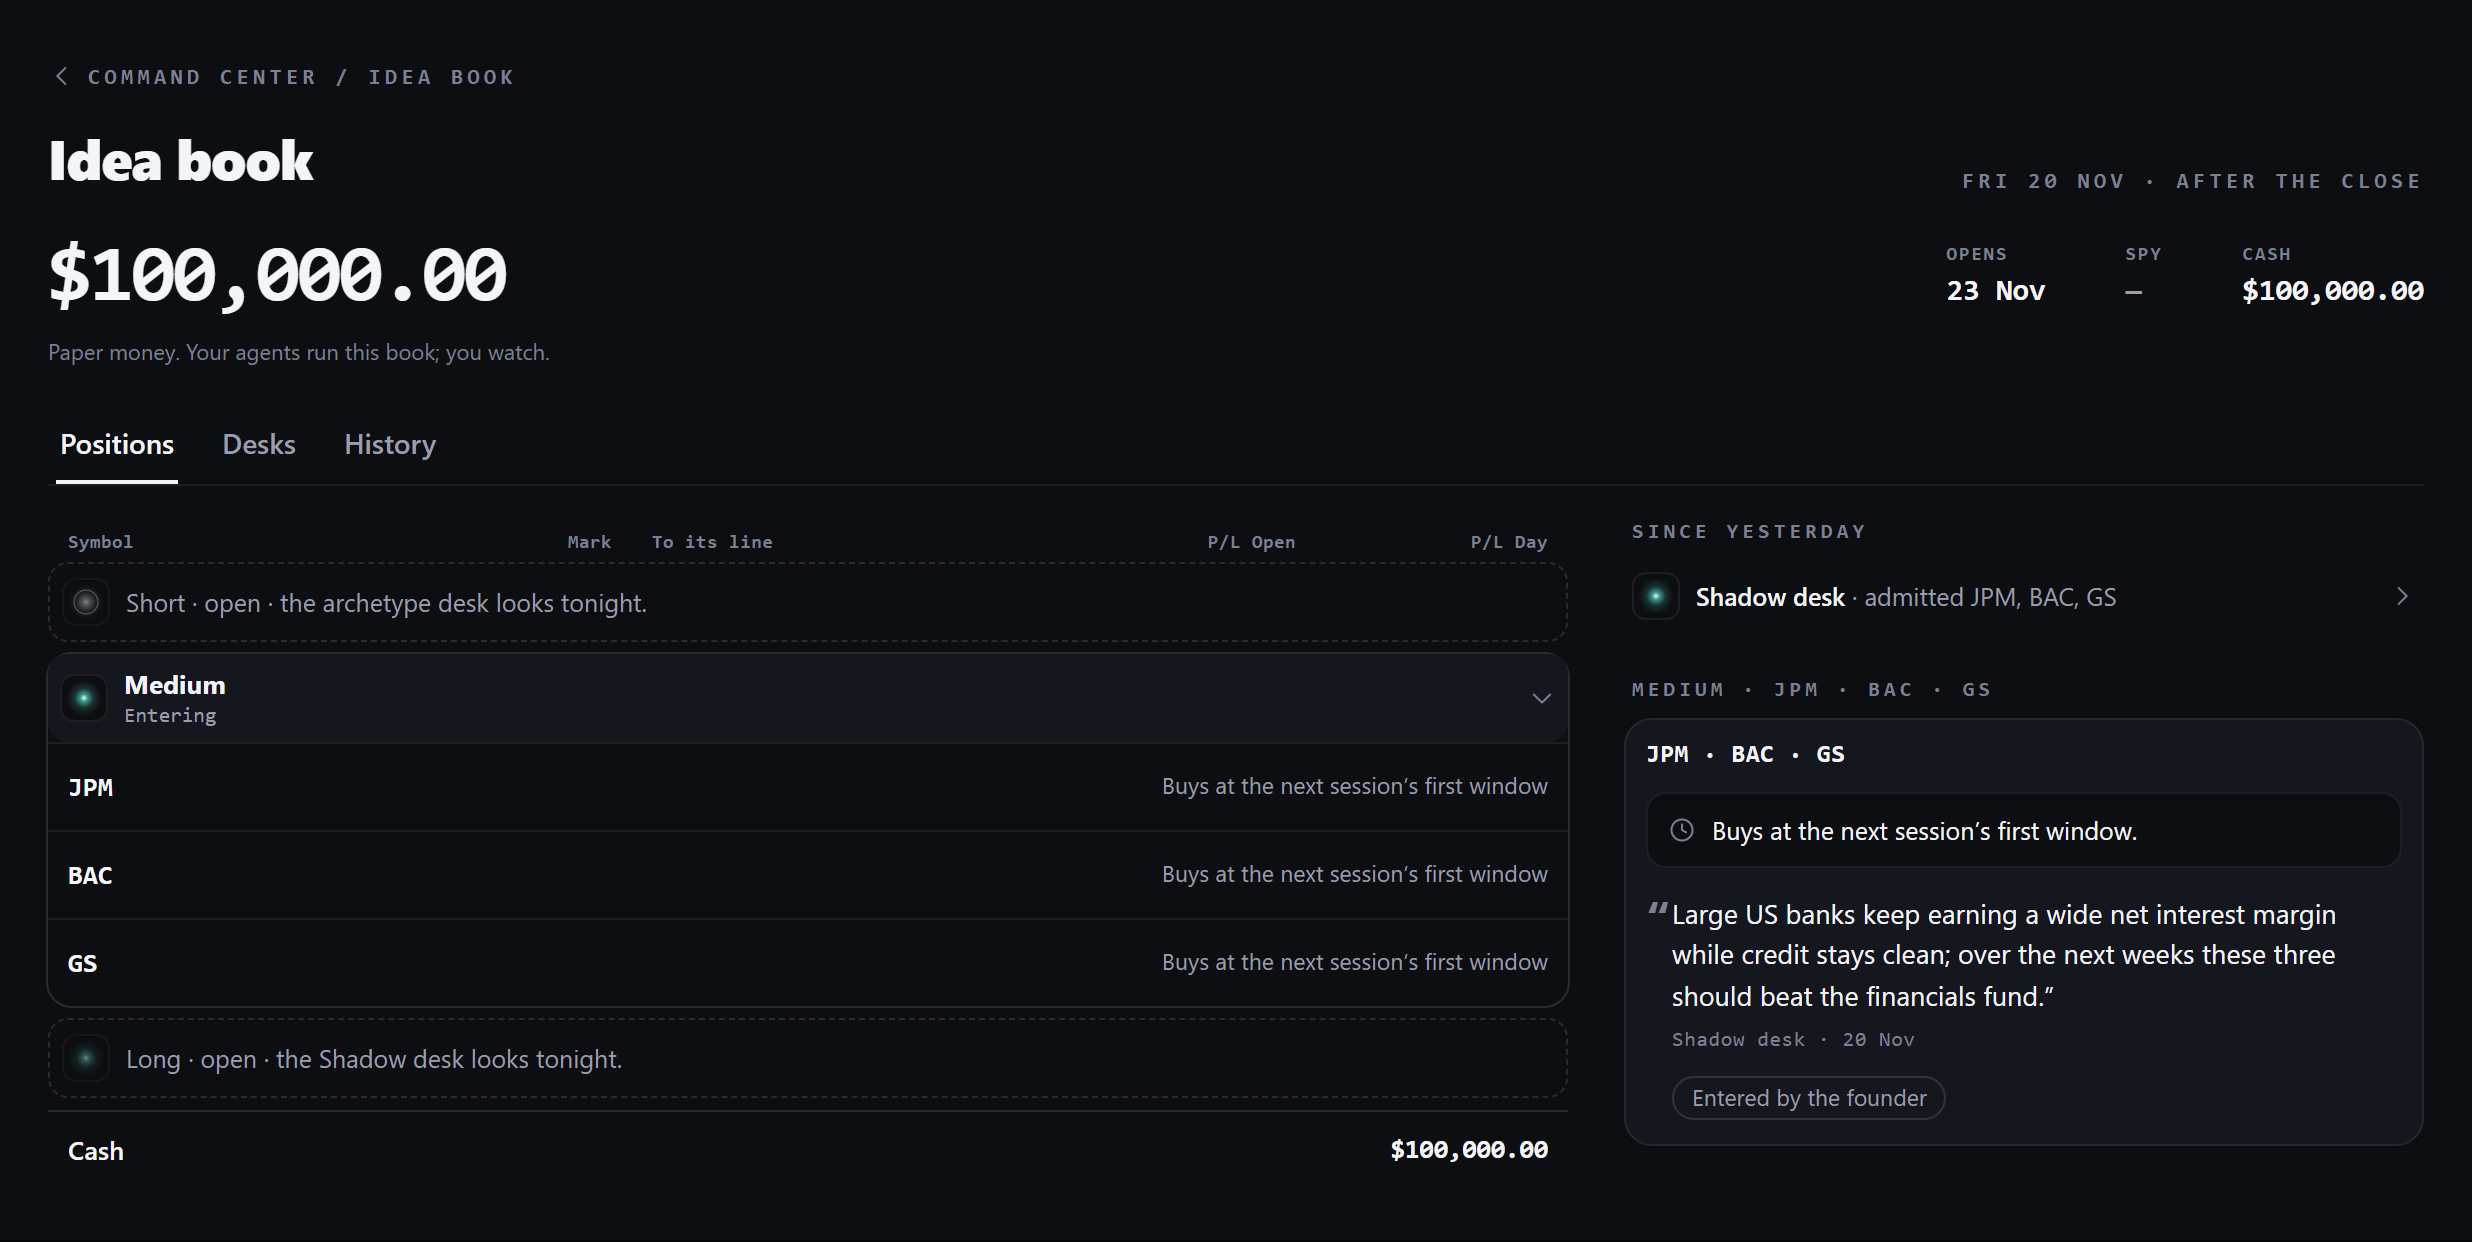 COMMAND CENTER / IDEA BOOK
Idea book
FRI 20 NOV · AFTER THE CLOSE
$100,000.00
OPENS SPY CASH
23 Nov — $100,000.00
Paper money. Your agents run this book; you watch.
Positions Desks History
Symbol Mark To its line P/L Open P/L Day
Short · open · the archetype desk looks tonight.
Medium
Entering
JPM Buys at the next session’s first window
BAC Buys at the next session’s first window
GS Buys at the next session’s first window
Long · open · the Shadow desk looks tonight.
Cash $100,000.00
SINCE YESTERDAY
Shadow desk · admitted JPM, BAC, GS
MEDIUM · JPM · BAC · GS
JPM · BAC · GS
Buys at the next session’s first window.
“Large US banks keep earning a wide net interest margin
while credit stays clean; over the next weeks these three
should beat the financials fund.”
Shadow desk · 20 Nov
Entered by the founder